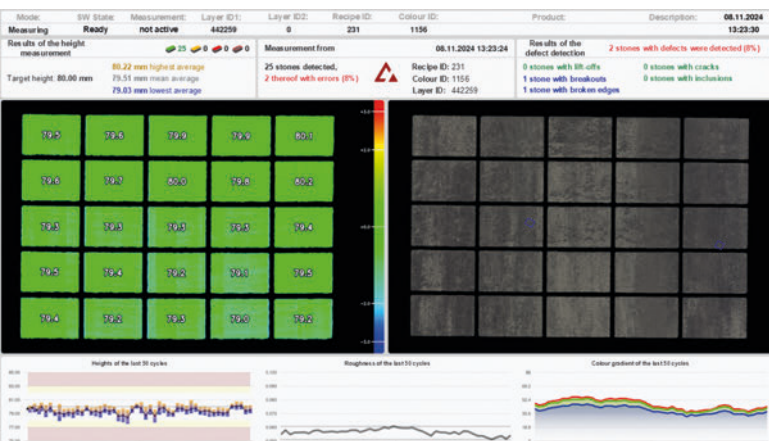 Mode: SW State: Measurement: Layer ID1: Layer ID2: Recipe ID: Colour ID: Product: Description: 08.11.2024
Measuring Ready not active 442259 0 231 1156 13:23:30
Results of the height measurement
25 0 0 0
Target height: 80.00 mm
80.22 mm highest average
79.51 mm mean average
79.03 mm lowest average
Measurement from 08.11.2024 13:23:24
25 stones detected,
2 thereof with errors (8%)
Recipe ID: 231
Colour ID: 1156
Layer ID: 442259
Results of the defect detection
2 stones with defects were detected (8%)
0 stones with lift-offs
1 stone with breakouts
1 stone with broken edges
0 stones with cracks
0 stones with inclusions
79.5 79.6 79.9 79.9 80.1
79.6 79.7 80.0 79.8 80.2
79.3 79.3 79.3 79.3 79.4
79.5 79.4 79.2 79.1 79.5
79.4 79.2 79.3 79.0 79.2
Heights of the last 50 cycles
Roughness of the last 50 cycles
Colour gradient of the last 50 cycles